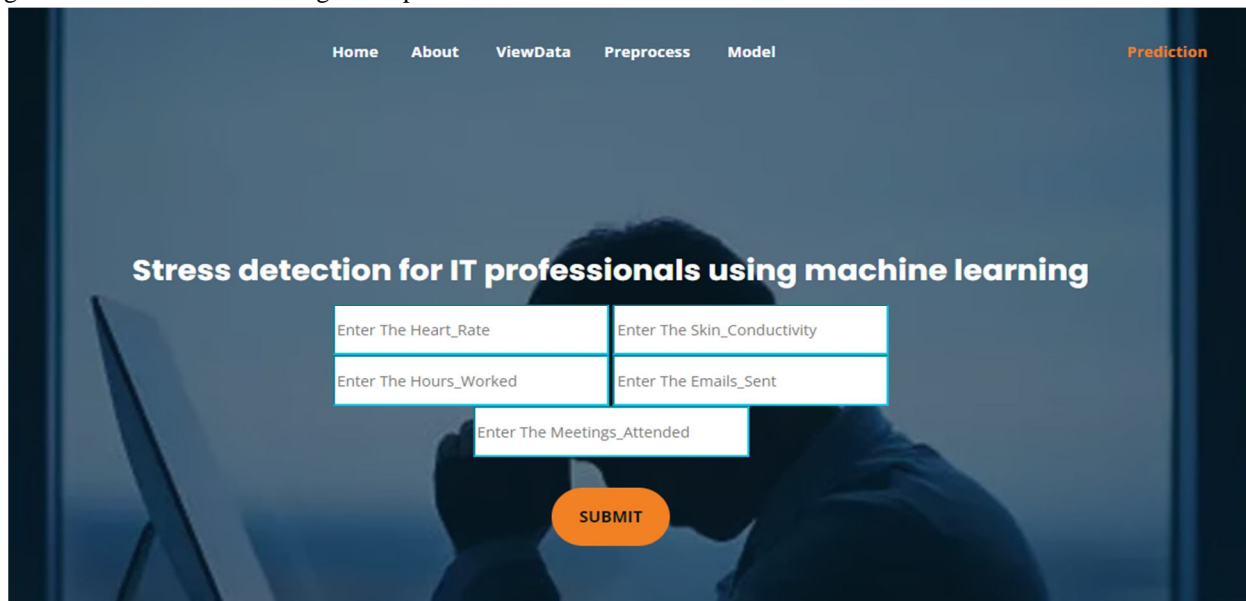 Home About ViewData Preprocess Model Prediction
Stress detection for IT professionals using machine learning
Enter The Heart_Rate Enter The Skin_Conductivity
Enter The Hours_Worked Enter The Emails_Sent
Enter The Meetings_Attended
SUBMIT